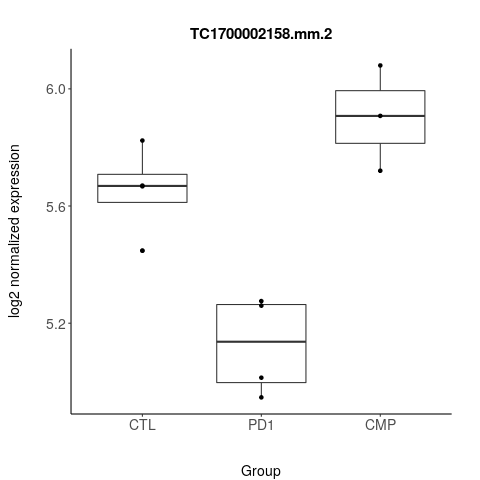 TC1700002158.mm.2
log2 normalized expression
6.0
5.6
5.2
CTL PD1 CMP
Group